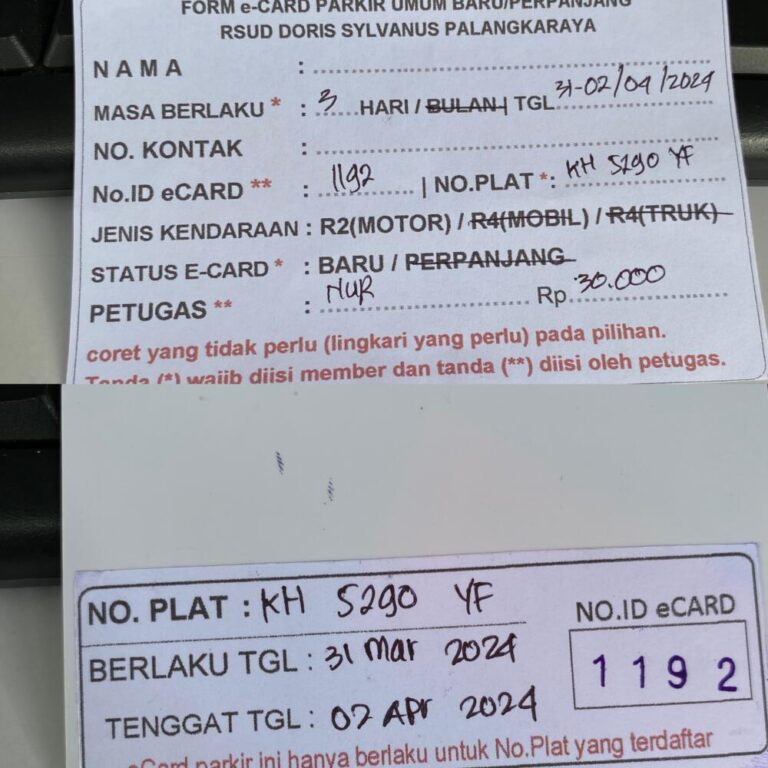 FORM e-CARD PARKIR UMUM BARU/PERPANJANG
RSUD DORIS SYLVANUS PALANGKARAYA
NAMA :
MASA BERLAKU * : 3 HARI / BULAN | TGL 31-02/04/2024
NO. KONTAK :
No.ID eCARD ** : 1192 | NO.PLAT *: KH 5290 YF
JENIS KENDARAAN : R2(MOTOR) / R4(MOBIL) / R4(TRUK)
STATUS E-CARD * : BARU / PERPANJANG
PETUGAS ** : NUR Rp. 30.000
coret yang tidak perlu (lingkari yang perlu) pada pilihan.
Tanda (*) wajib diisi member dan tanda (**) diisi oleh petugas.
NO. PLAT : KH 5290 YF
NO.ID eCARD
BERLAKU TGL : 31 Mar 2024
1192
TENGGAT TGL : 02 Apr 2024
eCard parkir ini hanya berlaku untuk No.Plat yang terdaftar